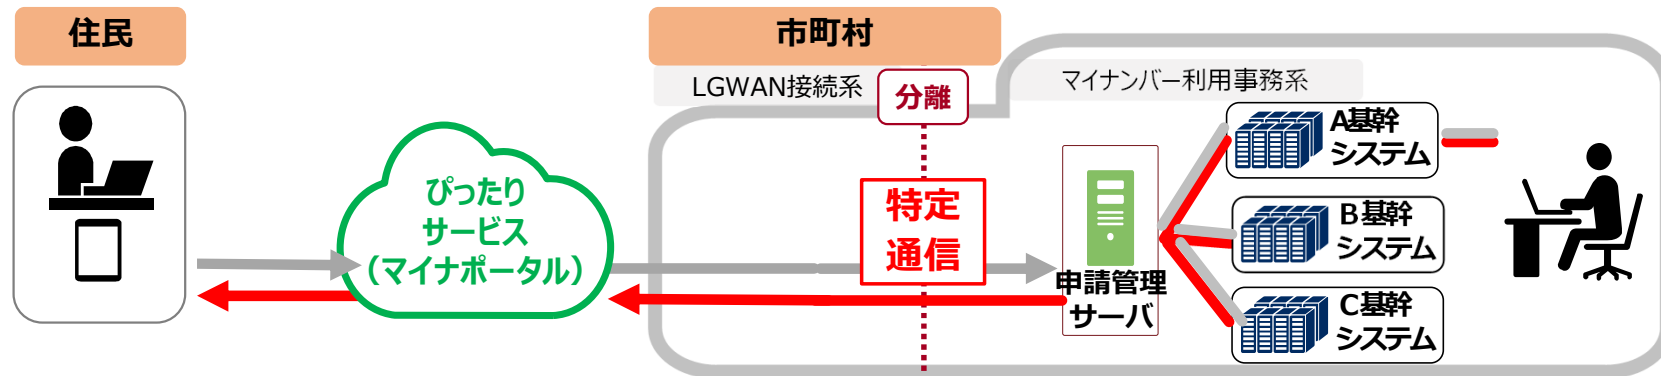 住民
市町村
LGWAN接続系
分離
マイナンバー利用事務系
ぴったり
サービス
（マイナポータル）
特定
通信
申請管理
サーバ
A基幹
システム
B基幹
システム
C基幹
システム